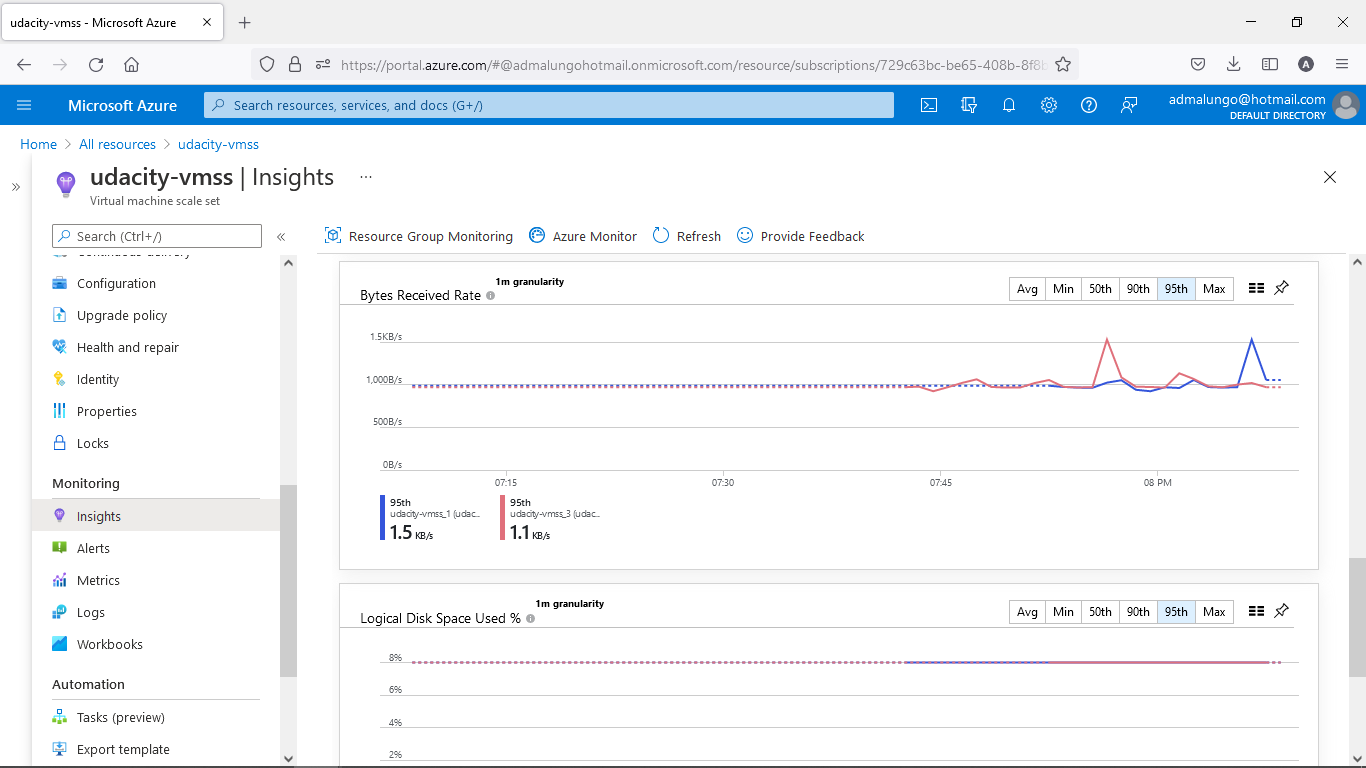 udacity-vmss - Microsoft Azure
https://portal.azure.com/#@admalungohotmail.onmicrosoft.com/resource/subscriptions/729c63bc-be65-408b-8f8b
A
Microsoft Azure
Search resources, services, and docs (G+/)
admalungo@hotmail.com
DEFAULT DIRECTORY
Home > All resources > udacity-vmss
udacity-vmss | Insights ...
Virtual machine scale set
Search (Ctrl+/)
Continuous delivery
Configuration
Upgrade policy
Health and repair
Identity
Properties
Locks
Monitoring
Insights
Alerts
Metrics
Logs
Workbooks
Automation
Tasks (preview)
Export template
Resource Group Monitoring Azure Monitor Refresh Provide Feedback
Bytes Received Rate 1m granularity
Avg Min 50th 90th 95th Max
1.5KB/s
1,000B/s
500B/s
0B/s
07:15 07:30 07:45 08 PM
95th
udacity-vmss_1 (udac...
1.5 KB/s
95th
udacity-vmss_3 (udac...
1.1 KB/s
Logical Disk Space Used % 1m granularity
Avg Min 50th 90th 95th Max
8%
6%
4%
2%